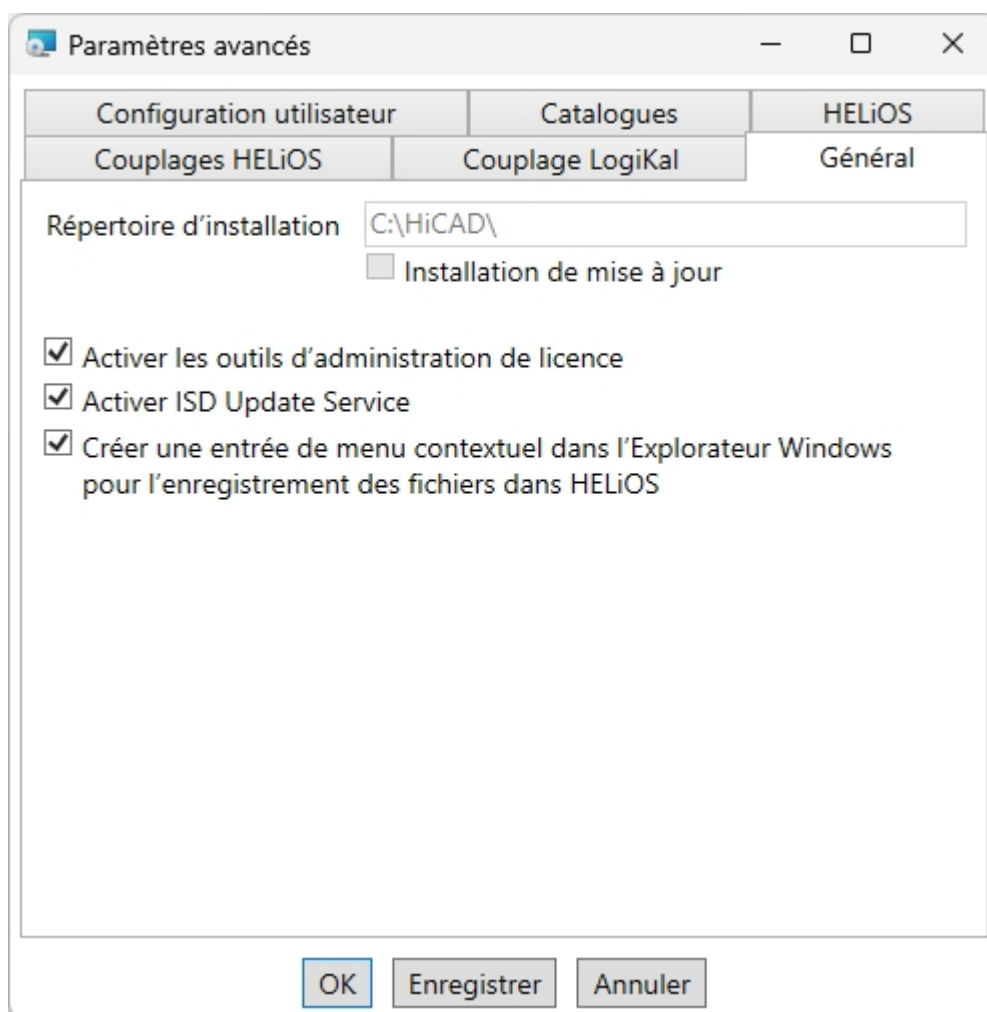 Paramètres avancés
Configuration utilisateur
Catalogues
HELiOS
Couplages HELiOS
Couplage LogiKal
Général
Répertoire d’installation
C:\HiCAD\
Installation de mise à jour
Activer les outils d’administration de licence
Activer ISD Update Service
Créer une entrée de menu contextuel dans l’Explorateur Windows
pour l’enregistrement des fichiers dans HELiOS
OK
Enregistrer
Annuler